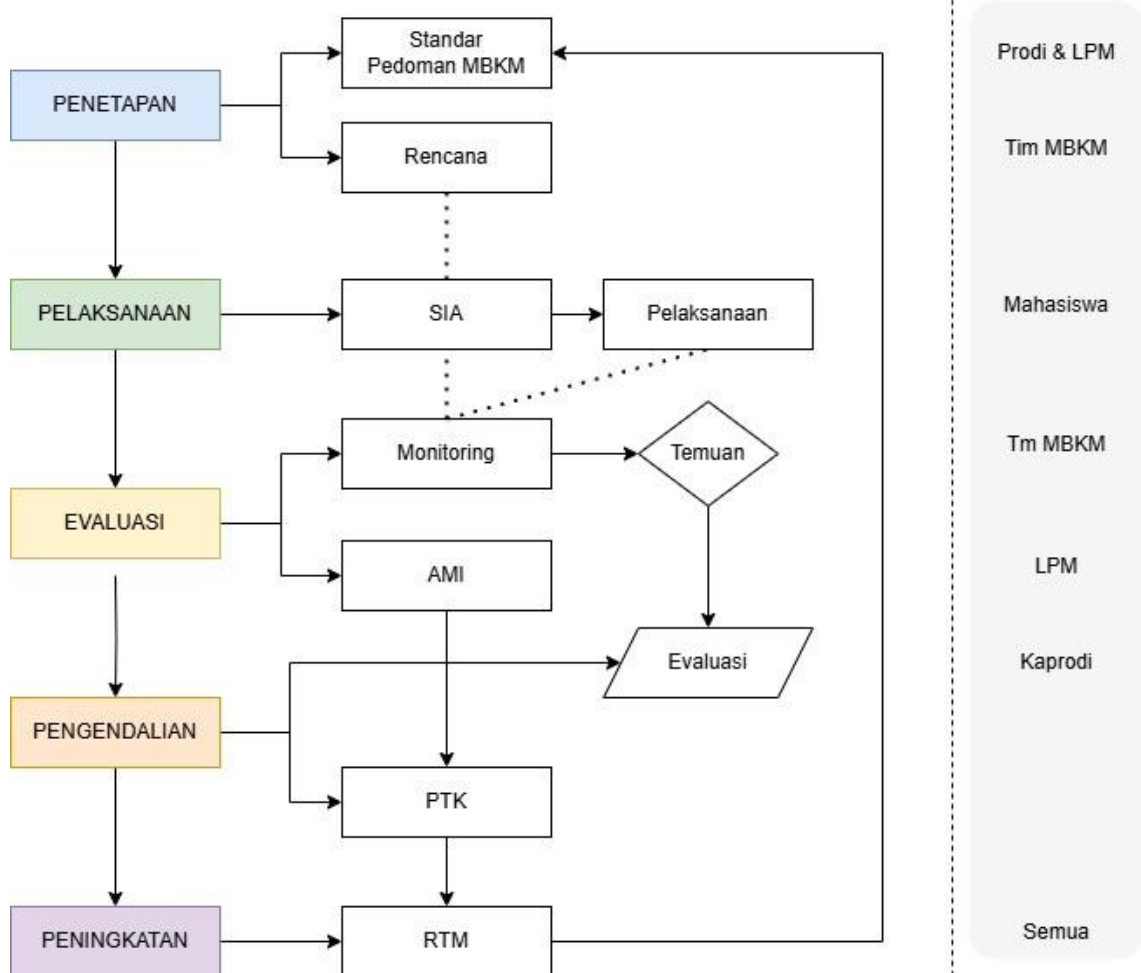 Standar
Pedoman MBKM
Prodi & LPM
PENETAPAN
Rencana
Tim MBKM
PELAKSANAAN
SIA
Pelaksanaan
Mahasiswa
Monitoring
Temuan
Tm MBKM
EVALUASI
AMI
LPM
Evaluasi
Kaprodi
PENGENDALIAN
PTK
PENINGKATAN
RTM
Semua